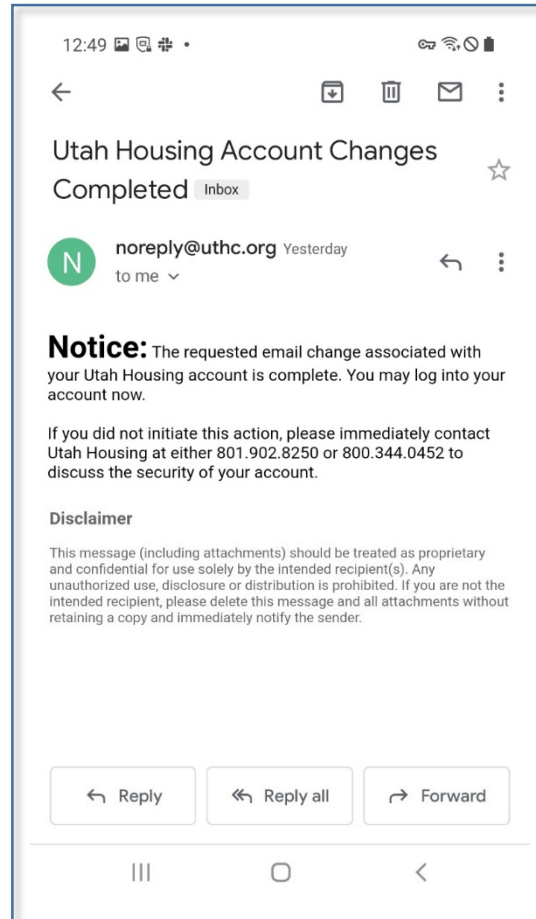 12:49
Utah Housing Account Changes
Completed Inbox
N
noreply@uthc.org Yesterday
to me
Notice: The requested email change associated with
your Utah Housing account is complete. You may log into your
account now.
If you did not initiate this action, please immediately contact
Utah Housing at either 801.902.8250 or 800.344.0452 to
discuss the security of your account.
Disclaimer
This message (including attachments) should be treated as proprietary
and confidential for use solely by the intended recipient(s). Any
unauthorized use, disclosure or distribution is prohibited. If you are not the
intended recipient, please delete this message and all attachments without
retaining a copy and immediately notify the sender.
Reply Reply all Forward